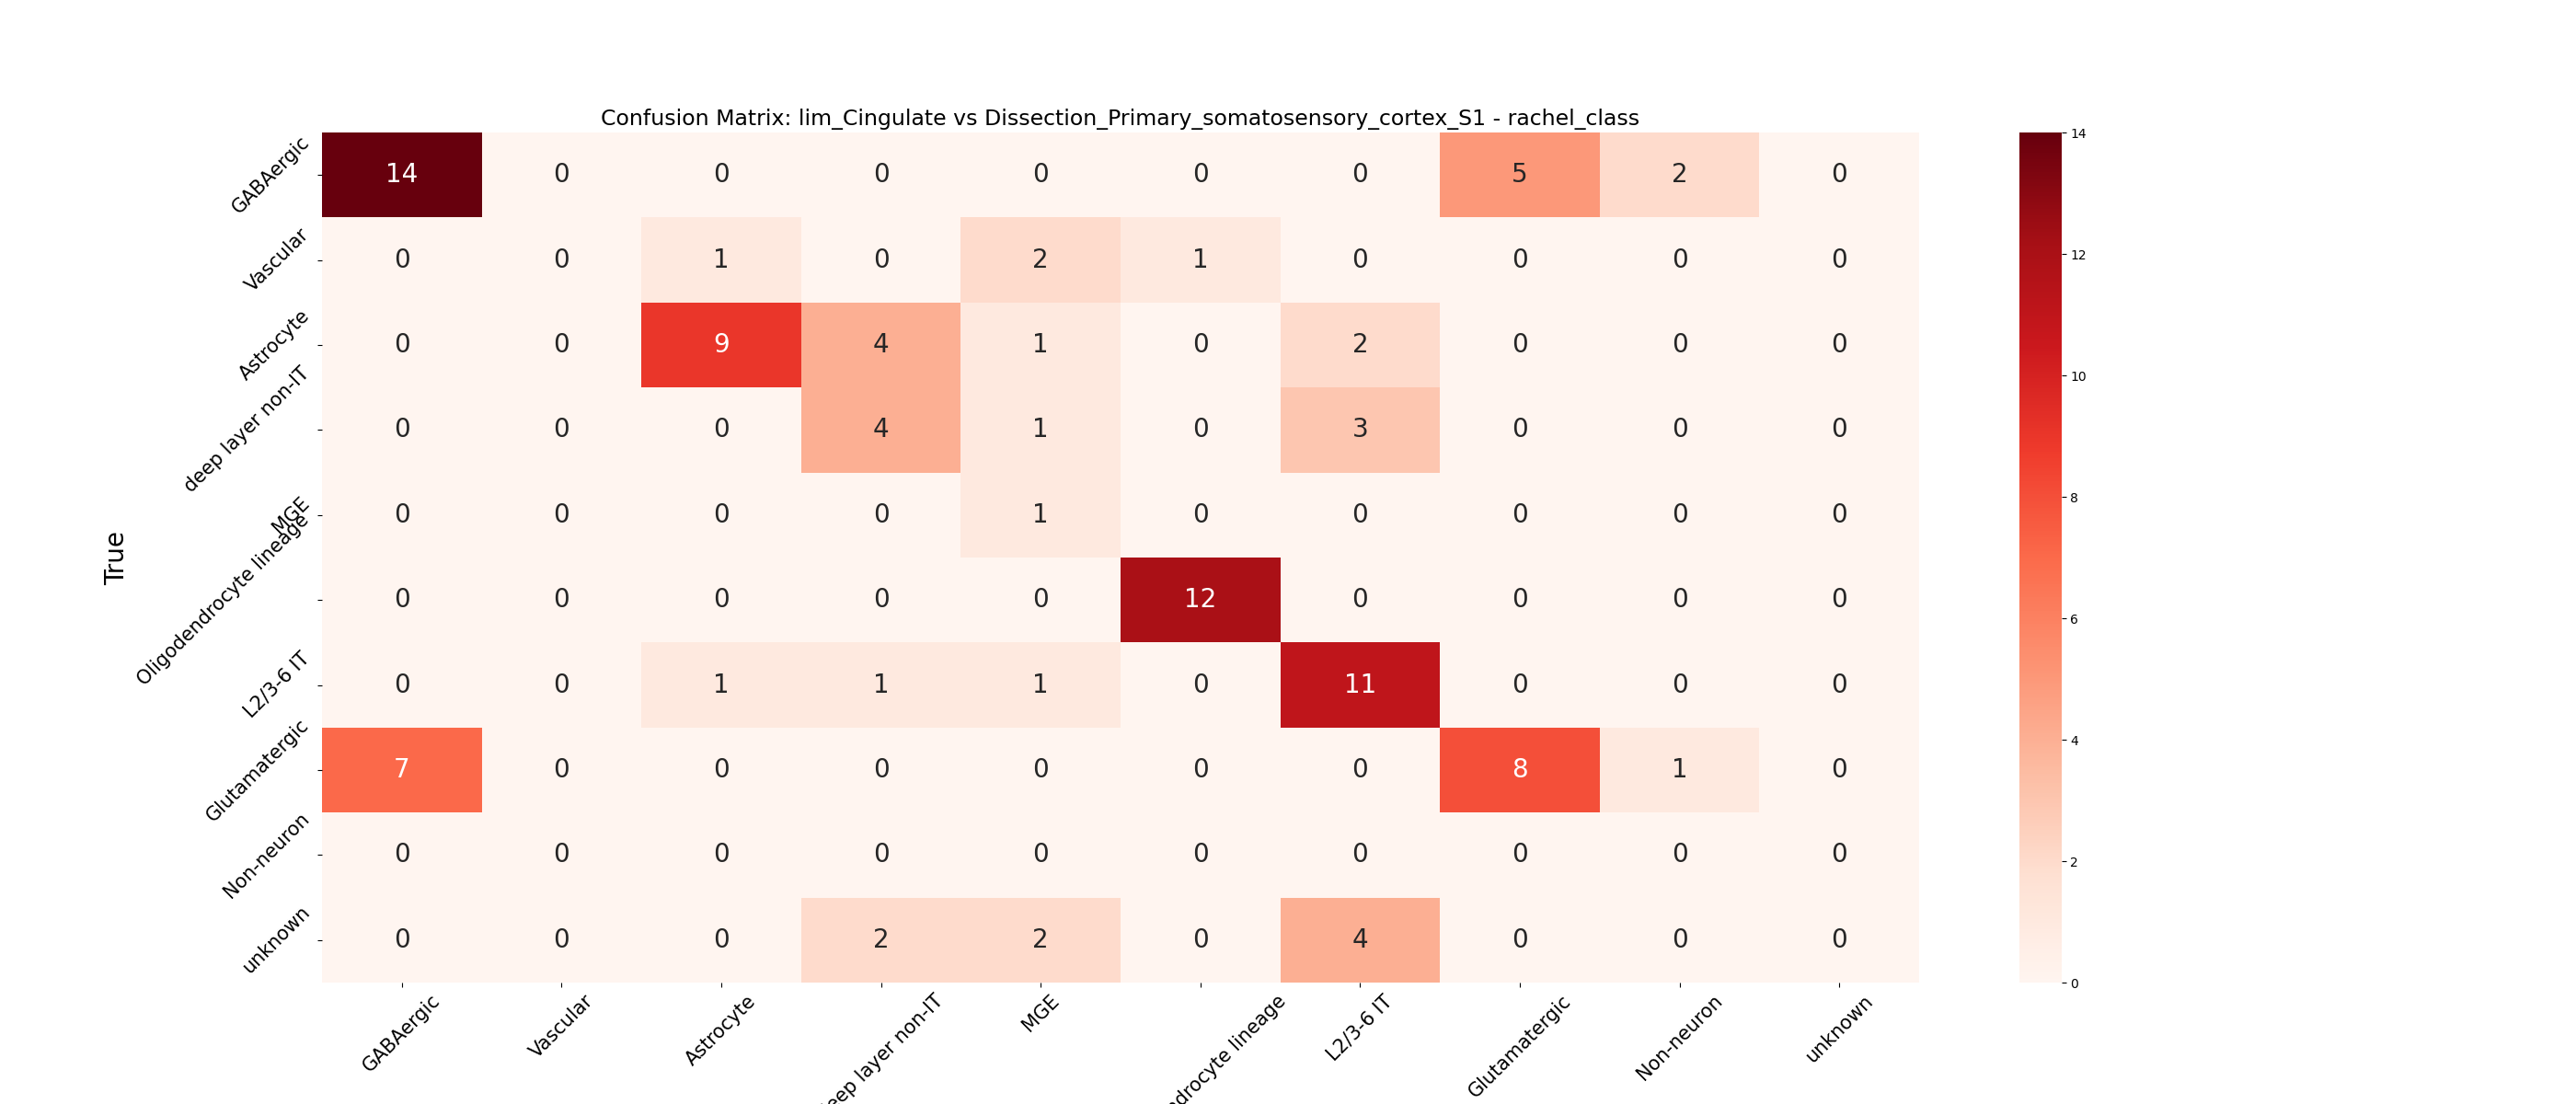 Confusion Matrix: lim_Cingulate vs Dissection_Primary_somatosensory_cortex_S1 - rachel_class
True
GABAergic 14 0 0 0 0 0 0 5 2 0
Vascular 0 0 1 0 2 1 0 0 0 0
Astrocyte 0 0 9 4 1 0 2 0 0 0
deep layer non-IT 0 0 0 4 1 0 3 0 0 0
MGE 0 0 0 0 1 0 0 0 0 0
Oligodendrocyte lineage 0 0 0 0 0 12 0 0 0 0
L2/3-6 IT 0 0 1 1 1 0 11 0 0 0
Glutamatergic 7 0 0 0 0 0 0 8 1 0
Non-neuron 0 0 0 0 0 0 0 0 0 0
unknown 0 0 0 2 2 0 4 0 0 0
GABAergic Vascular Astrocyte eep layer non-IT MGE drocyte lineage L2/3-6 IT Glutamatergic Non-neuron unknown
14
12
10
8
6
4
2
0